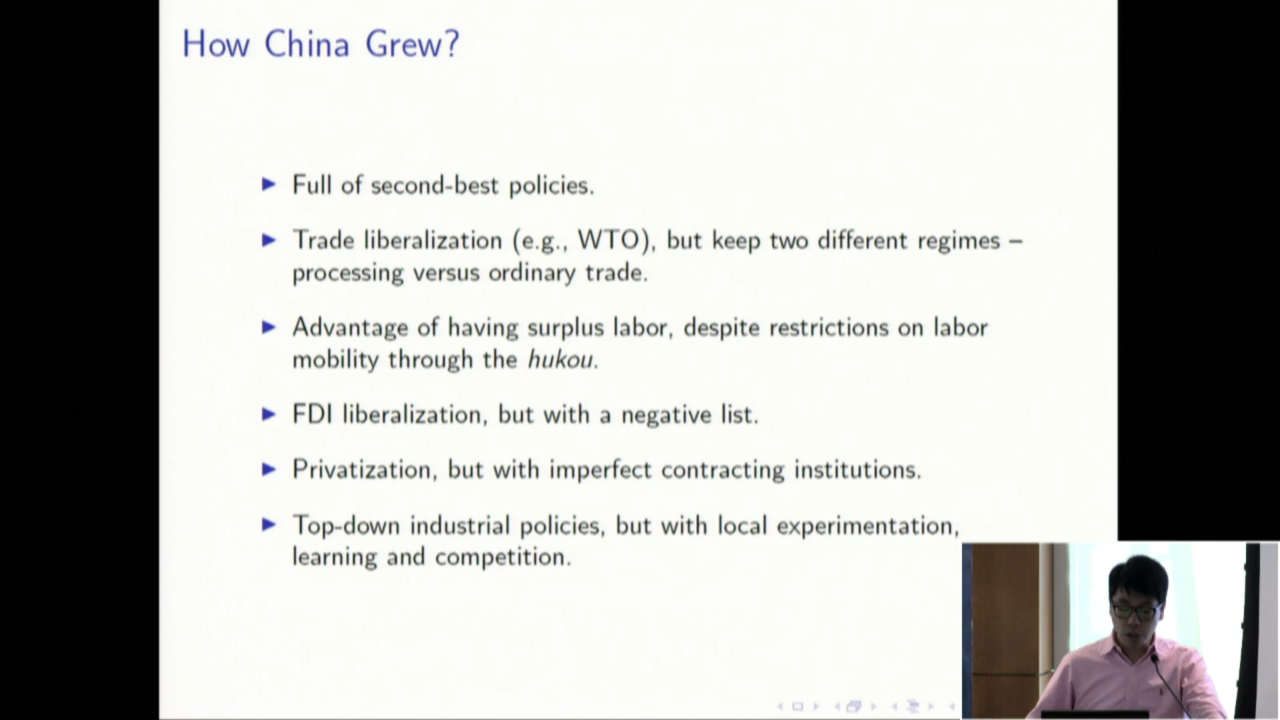 How China Grew?
► Full of second-best policies.
► Trade liberalization (e.g., WTO), but keep two different regimes –
processing versus ordinary trade.
► Advantage of having surplus labor, despite restrictions on labor
mobility through the hukou.
► FDI liberalization, but with a negative list.
► Privatization, but with imperfect contracting institutions.
► Top-down industrial policies, but with local experimentation,
learning and competition.